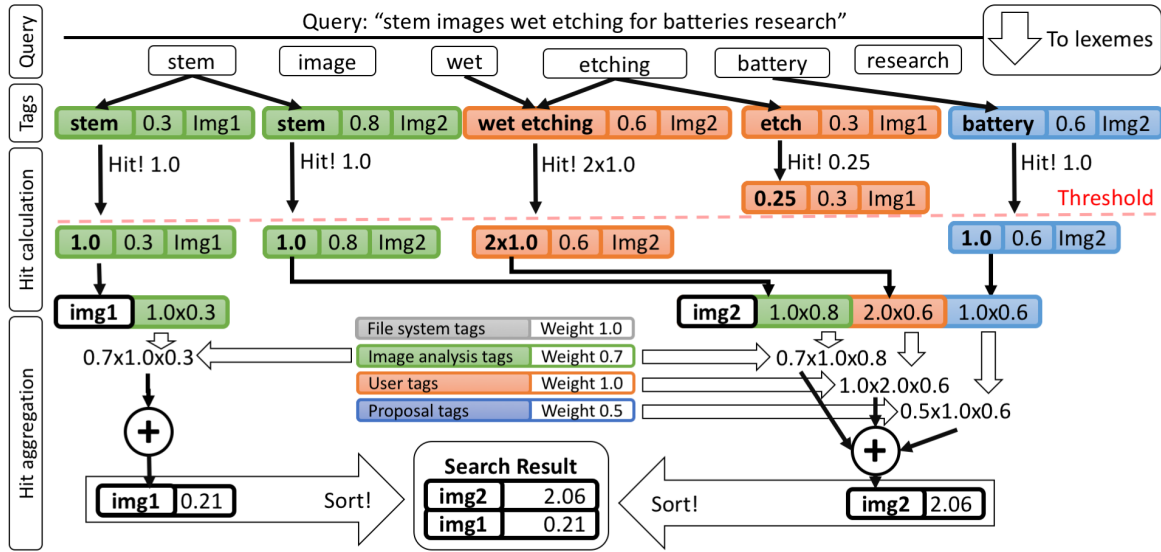 Query
Query: “stem images wet etching for batteries research”
To lexemes
stem
image
wet
etching
battery
research
Tags
stem 0.3 Img1
stem 0.8 Img2
wet etching 0.6 Img2
etch 0.3 Img1
battery 0.6 Img2
Hit calculation
Hit! 1.0
Hit! 1.0
Hit! 2x1.0
Hit! 0.25
Hit! 1.0
0.25 0.3 Img1
Threshold
1.0 0.3 Img1
1.0 0.8 Img2
2x1.0 0.6 Img2
1.0 0.6 Img2
Hit aggregation
img1 1.0x0.3
img2 1.0x0.8 2.0x0.6 1.0x0.6
File system tags Weight 1.0
Image analysis tags Weight 0.7
User tags Weight 1.0
Proposal tags Weight 0.5
0.7x1.0x0.3
0.7x1.0x0.8
1.0x2.0x0.6
0.5x1.0x0.6
+
+
img1 0.21
Sort!
Search Result
img2 2.06
img1 0.21
Sort!
img2 2.06